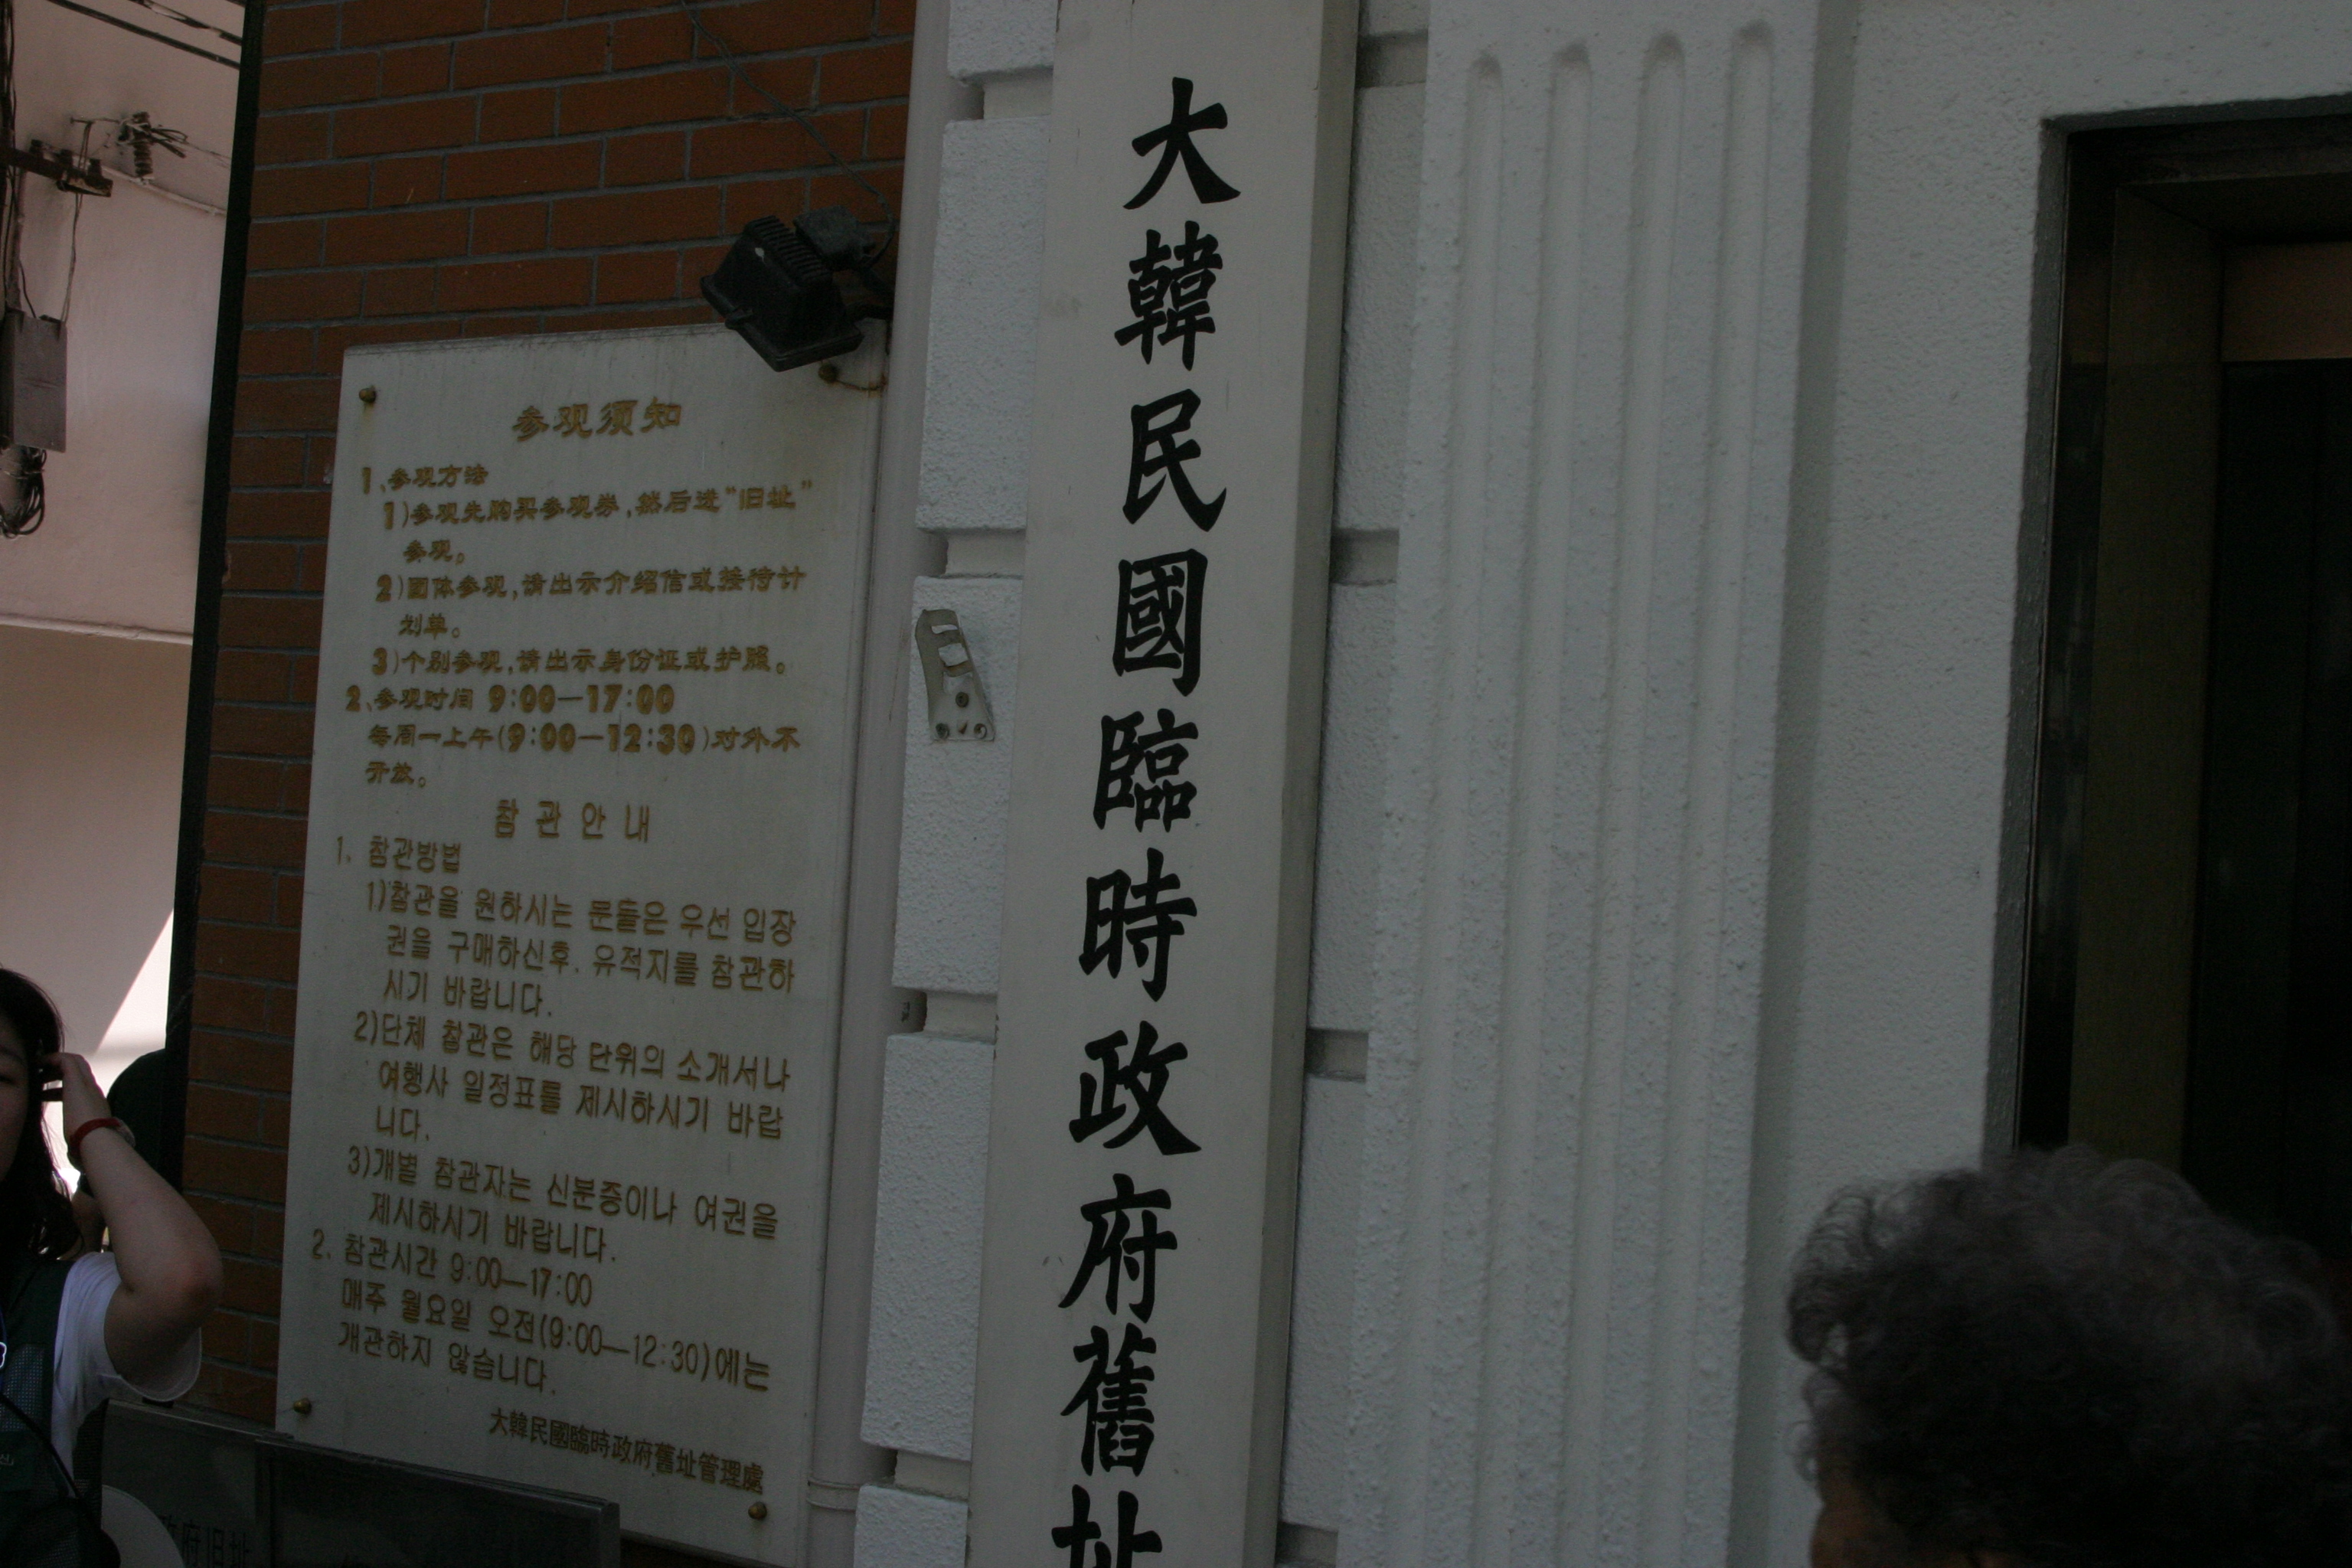 参观须知
1、参观方法
1)参观先购买参观券,然后进“旧址”
参观。
2)团体参观,请出示介绍信或接待计
划单。
3)个别参观,请出示身份证或护照。
2、参观时间 9:00—17:00
每周一上午(9:00—12:30)对外不
开放。
참관안내
1. 참관방법
1)참관을 원하시는 분들은 우선 입장
권을 구매하신후. 유적지를 참관하
시기 바랍니다.
2)단체 참관은 해당 단위의 소개서나
여행사 일정표를 제시하시기 바랍
니다.
3)개별 참관자는 신분증이나 여권을
제시하시기 바랍니다.
2. 참관시간 9:00—17:00
매주 월요일 오전(9:00—12:30)에는
개관하지 않습니다.
大韓民國臨時政府舊址管理處
大韓民國臨時政府舊址
政府旧址